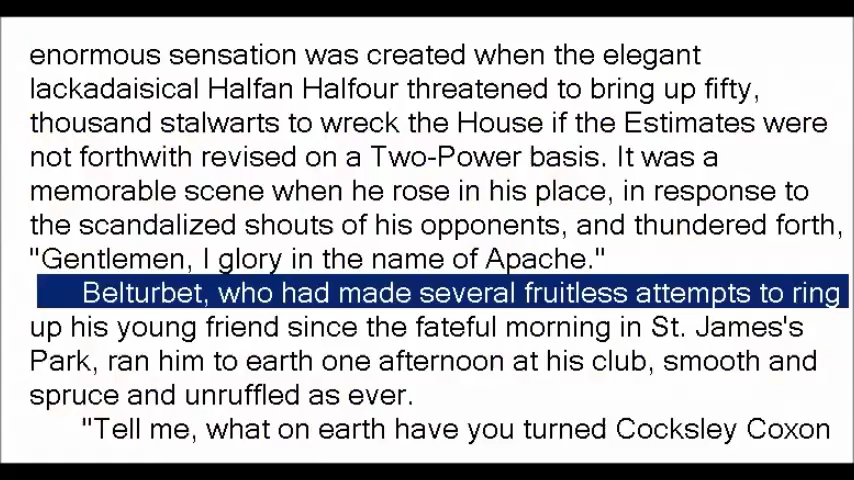 enormous sensation was created when the elegant
lackadaisical Halfan Halfour threatened to bring up fifty,
thousand stalwarts to wreck the House if the Estimates were
not forthwith revised on a Two-Power basis. It was a
memorable scene when he rose in his place, in response to
the scandalized shouts of his opponents, and thundered forth,
"Gentlemen, I glory in the name of Apache."
Belturbet, who had made several fruitless attempts to ring
up his young friend since the fateful morning in St. James's
Park, ran him to earth one afternoon at his club, smooth and
spruce and unruffled as ever.
"Tell me, what on earth have you turned Cocksley Coxon